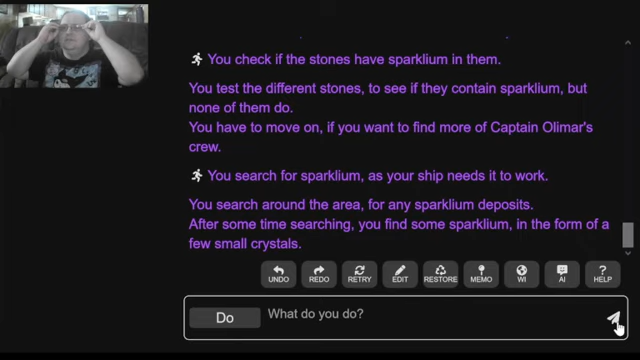 You check if the stones have sparklium in them.
You test the different stones, to see if they contain sparklium, but
none of them do.
You have to move on, if you want to find more of Captain Olimar's
crew.
You search for sparklium, as your ship needs it to work.
You search around the area, for any sparklium deposits.
After some time searching, you find some sparklium, in the form of a
few small crystals.
UNDO REDO RETRY EDIT RESTORE MEMO WI AI HELP
Do What do you do?